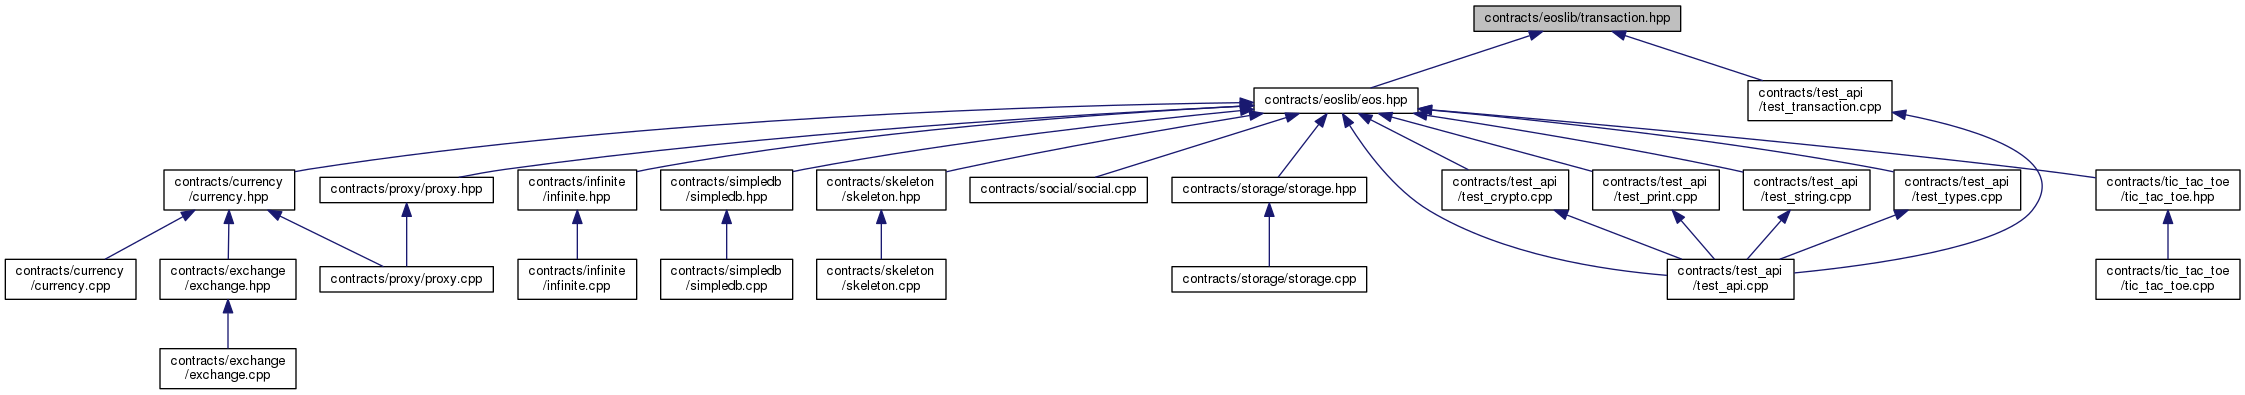 contracts/eoslib/transaction.hpp
contracts/eoslib/eos.hpp
contracts/test_api
/test_transaction.cpp
contracts/currency
/currency.hpp
contracts/proxy/proxy.hpp
contracts/infinite
/infinite.hpp
contracts/simpledb
/simpledb.hpp
contracts/skeleton
/skeleton.hpp
contracts/social/social.cpp
contracts/storage/storage.hpp
contracts/test_api
/test_crypto.cpp
contracts/test_api
/test_print.cpp
contracts/test_api
/test_string.cpp
contracts/test_api
/test_types.cpp
contracts/tic_tac_toe
/tic_tac_toe.hpp
contracts/currency
/currency.cpp
contracts/exchange
/exchange.hpp
contracts/proxy/proxy.cpp
contracts/infinite
/infinite.cpp
contracts/simpledb
/simpledb.cpp
contracts/skeleton
/skeleton.cpp
contracts/storage/storage.cpp
contracts/test_api
/test_api.cpp
contracts/tic_tac_toe
/tic_tac_toe.cpp
contracts/exchange
/exchange.cpp